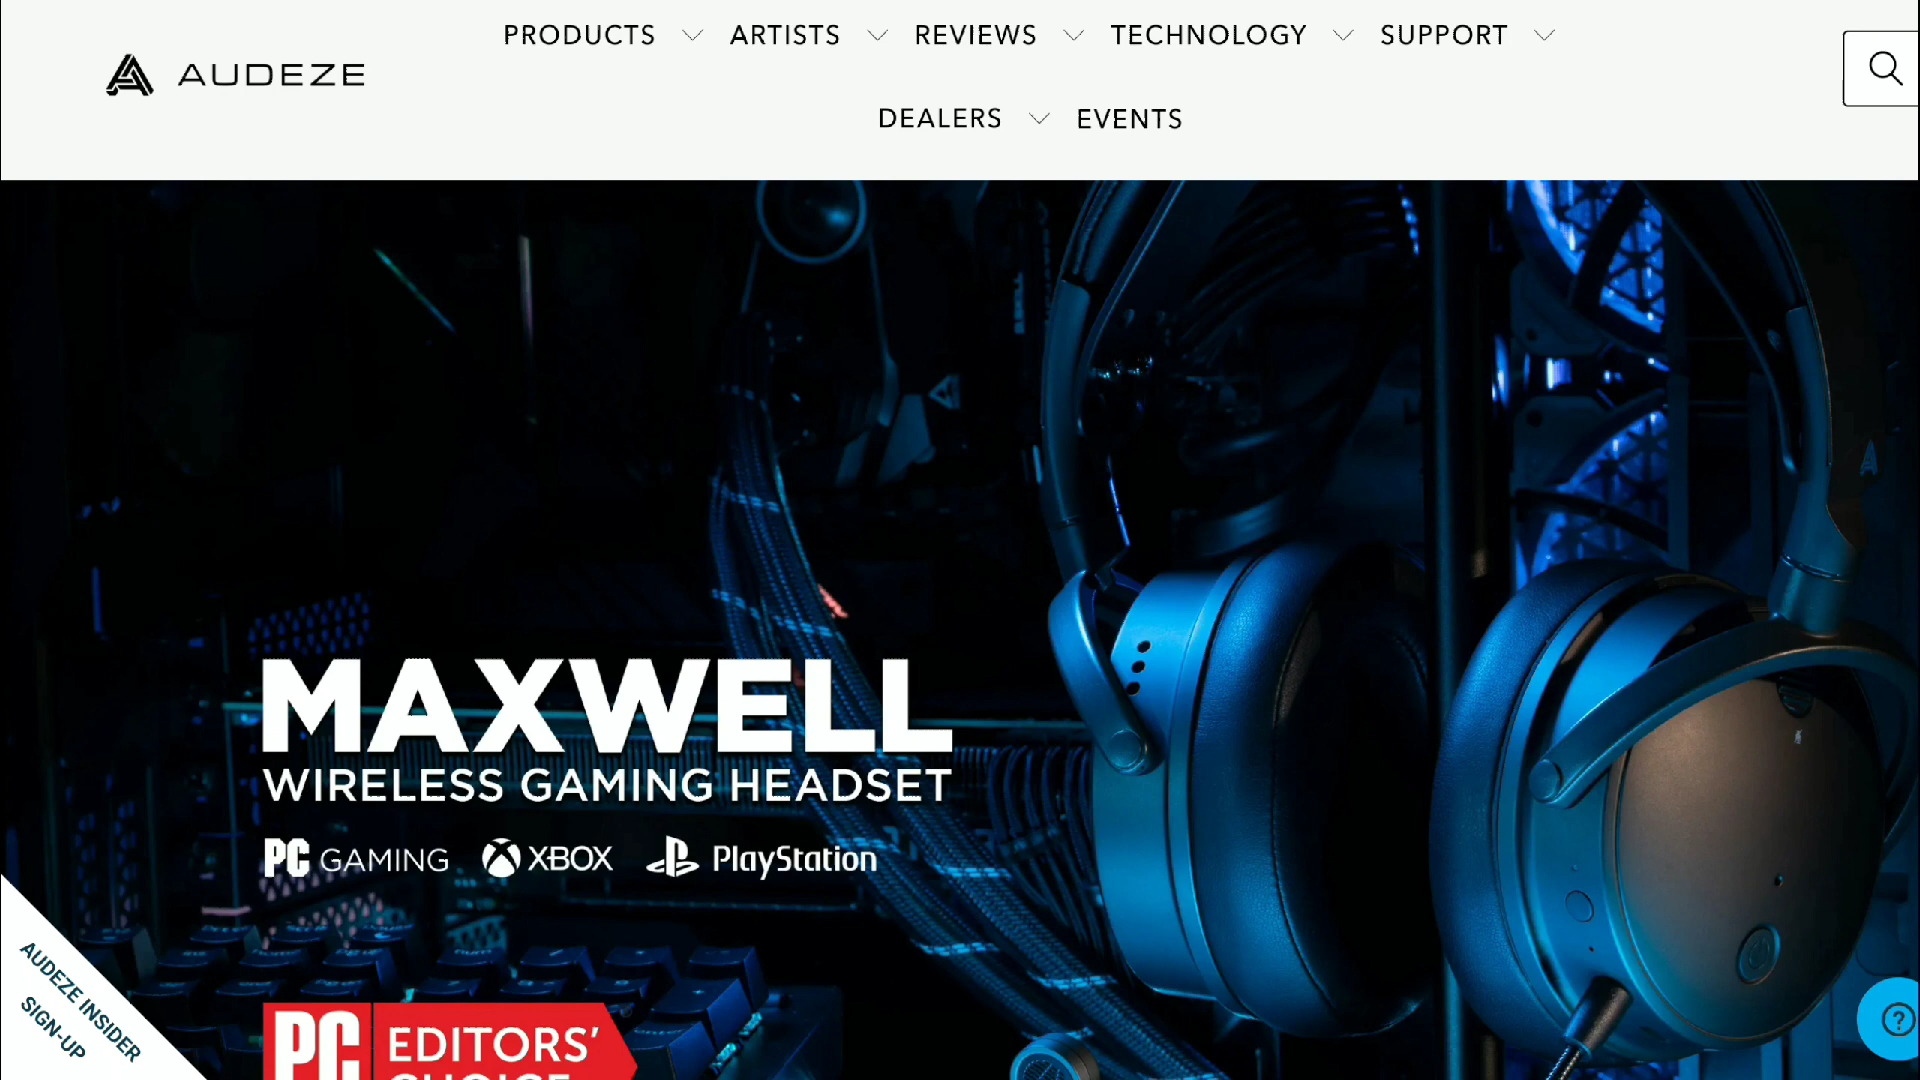 PRODUCTS ARTISTS REVIEWS TECHNOLOGY SUPPORT
AUDEZE
DEALERS EVENTS
MAXWELL
WIRELESS GAMING HEADSET
PC GAMING XBOX PlayStation
AUDEZE INSIDER
SIGN-UP
PC EDITORS'
CHOICE